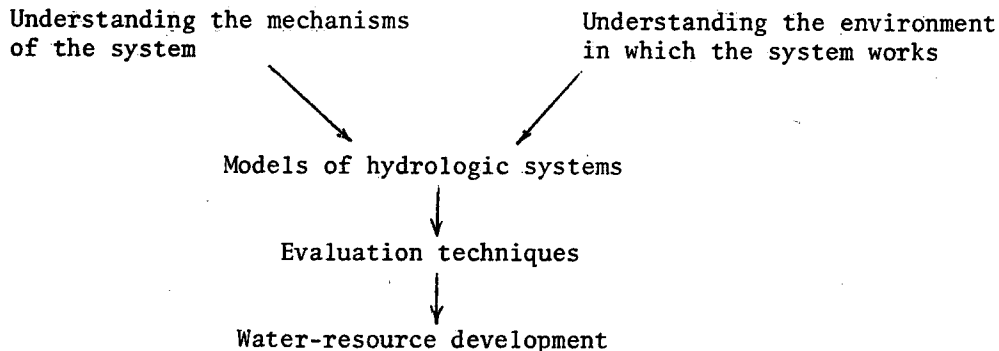 Understanding the mechanisms
of the system
Understanding the environment
in which the system works
Models of hydrologic systems
Evaluation techniques
Water-resource development